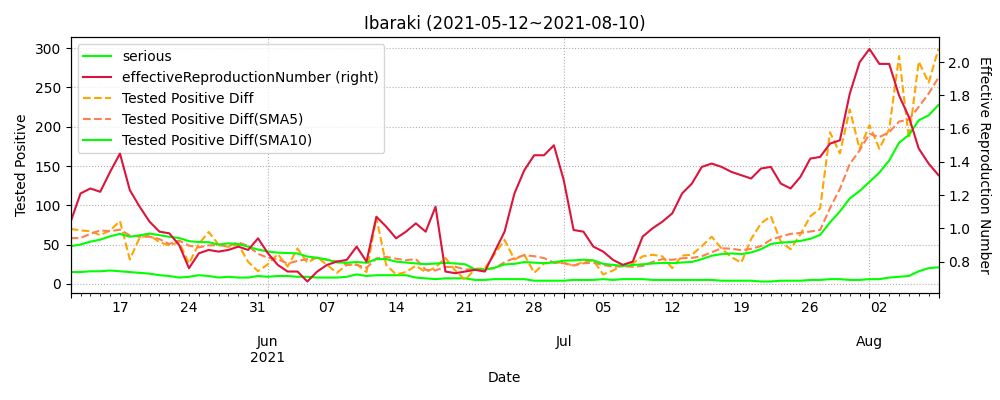 Ibaraki (2021-05-12~2021-08-10)
serious
effectiveReproductionNumber (right)
Tested Positive Diff
Tested Positive Diff(SMA5)
Tested Positive Diff(SMA10)
Tested Positive
300
250
200
150
100
50
0
2.0
1.8
1.6
1.4
1.2
1.0
0.8
Effective Reproduction Number
17 24 31 07 14 21 28 05 12 19 26 02
Jun Jul Aug
2021
Date